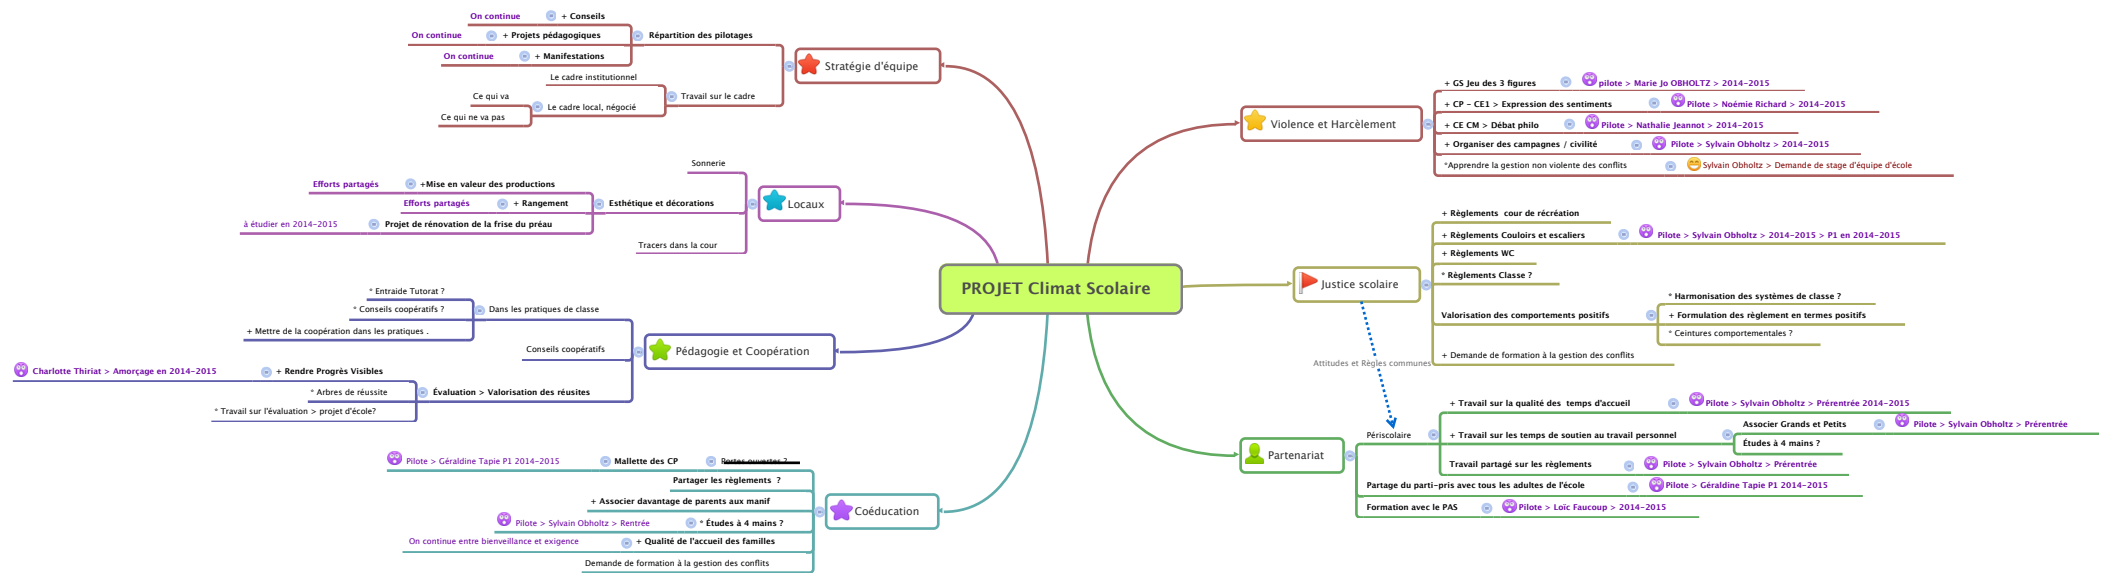 PROJET Climat Scolaire
Stratégie d'équipe
Répartition des pilotages
+ Conseils
On continue
+ Projets pédagogiques
On continue
+ Manifestations
On continue
Travail sur le cadre
Le cadre institutionnel
Le cadre local, négocié
Ce qui va
Ce qui ne va pas
Locaux
Sonnerie
Esthétique et décorations
+Mise en valeur des productions
Efforts partagés
+ Rangement
Efforts partagés
Projet de rénovation de la frise du préau
à étudier en 2014-2015
Tracers dans la cour
Pédagogie et Coopération
Dans les pratiques de classe
* Entraide Tutorat ?
* Conseils coopératifs ?
+ Mettre de la coopération dans les pratiques .
Conseils coopératifs
Évaluation > Valorisation des réusites
+ Rendre Progrès Visibles
Charlotte Thiriat > Amorçage en 2014-2015
* Arbres de réussite
* Travail sur l'évaluation > projet d'école?
Coéducation
Portes ouvertes ?
Mallette des CP
Pilote > Géraldine Tapie P1 2014-2015
Partager les règlements ?
+ Associer davantage de parents aux manif
* Études à 4 mains ?
Pilote > Sylvain Obholtz > Rentrée
+ Qualité de l'accueil des familles
On continue entre bienveillance et exigence
Demande de formation à la gestion des conflits
Violence et Harcèlement
+ GS Jeu des 3 figures
pilote > Marie Jo OBHOLTZ > 2014-2015
+ CP - CE1 > Expression des sentiments
Pilote > Noémie Richard > 2014-2015
+ CE CM > Débat philo
Pilote > Nathalie Jeannot > 2014-2015
+ Organiser des campagnes / civilité
Pilote > Sylvain Obholtz > 2014-2015
*Apprendre la gestion non violente des conflits
Sylvain Obholtz > Demande de stage d'équipe d'école
Justice scolaire
+ Règlements cour de récréation
+ Règlements Couloirs et escaliers
Pilote > Sylvain Obholtz > 2014-2015 > P1 en 2014-2015
+ Règlements WC
* Règlements Classe ?
Valorisation des comportements positifs
* Harmonisation des systèmes de classe ?
+ Formulation des règlement en termes positifs
* Ceintures comportementales ?
+ Demande de formation à la gestion des conflits
Attitudes et Règles communes
Partenariat
Périscolaire
+ Travail sur la qualité des temps d'accueil
Pilote > Sylvain Obholtz > Prérentrée 2014-2015
+ Travail sur les temps de soutien au travail personnel
Associer Grands et Petits
Pilote > Sylvain Obholtz > Prérentrée
Études à 4 mains ?
Travail partagé sur les règlements
Pilote > Sylvain Obholtz > Prérentrée
Partage du parti-pris avec tous les adultes de l'école
Pilote > Géraldine Tapie P1 2014-2015
Formation avec le PAS
Pilote > Loïc Faucoup > 2014-2015